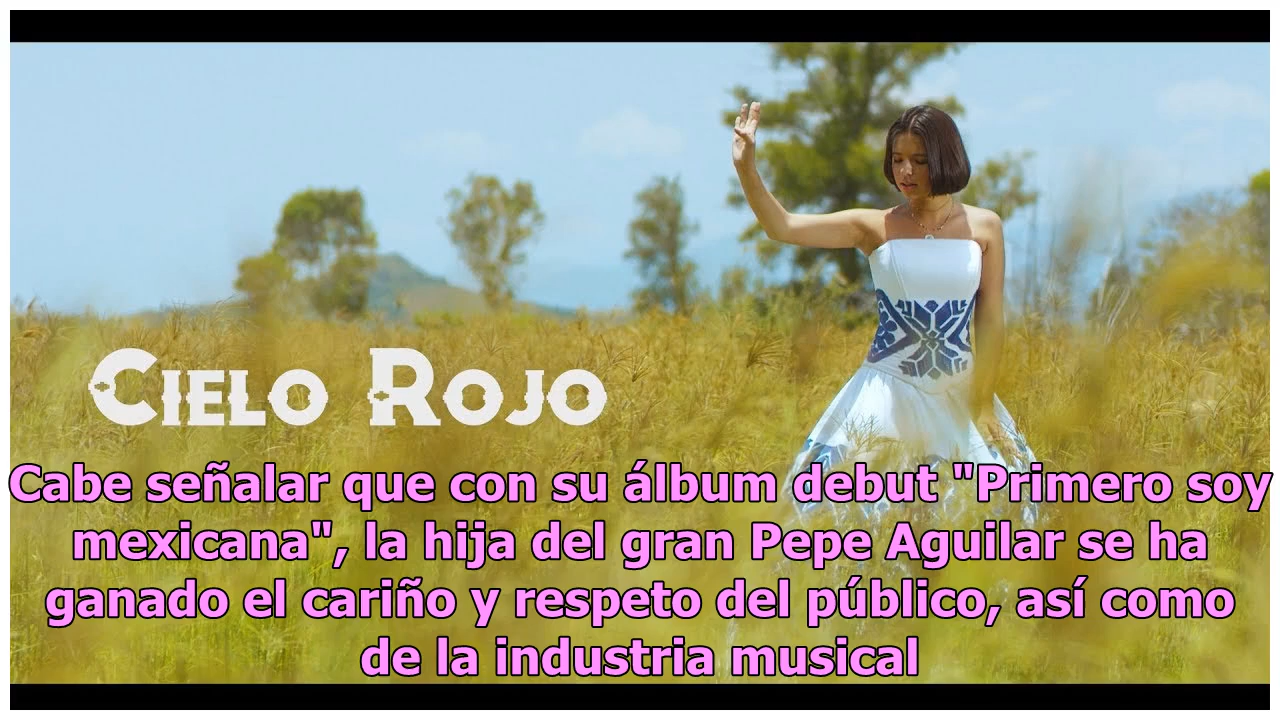 Cielo Rojo
Cabe señalar que con su álbum debut "Primero soy
mexicana", la hija del gran Pepe Aguilar se ha
ganado el cariño y respeto del público, así como
de la industria musical